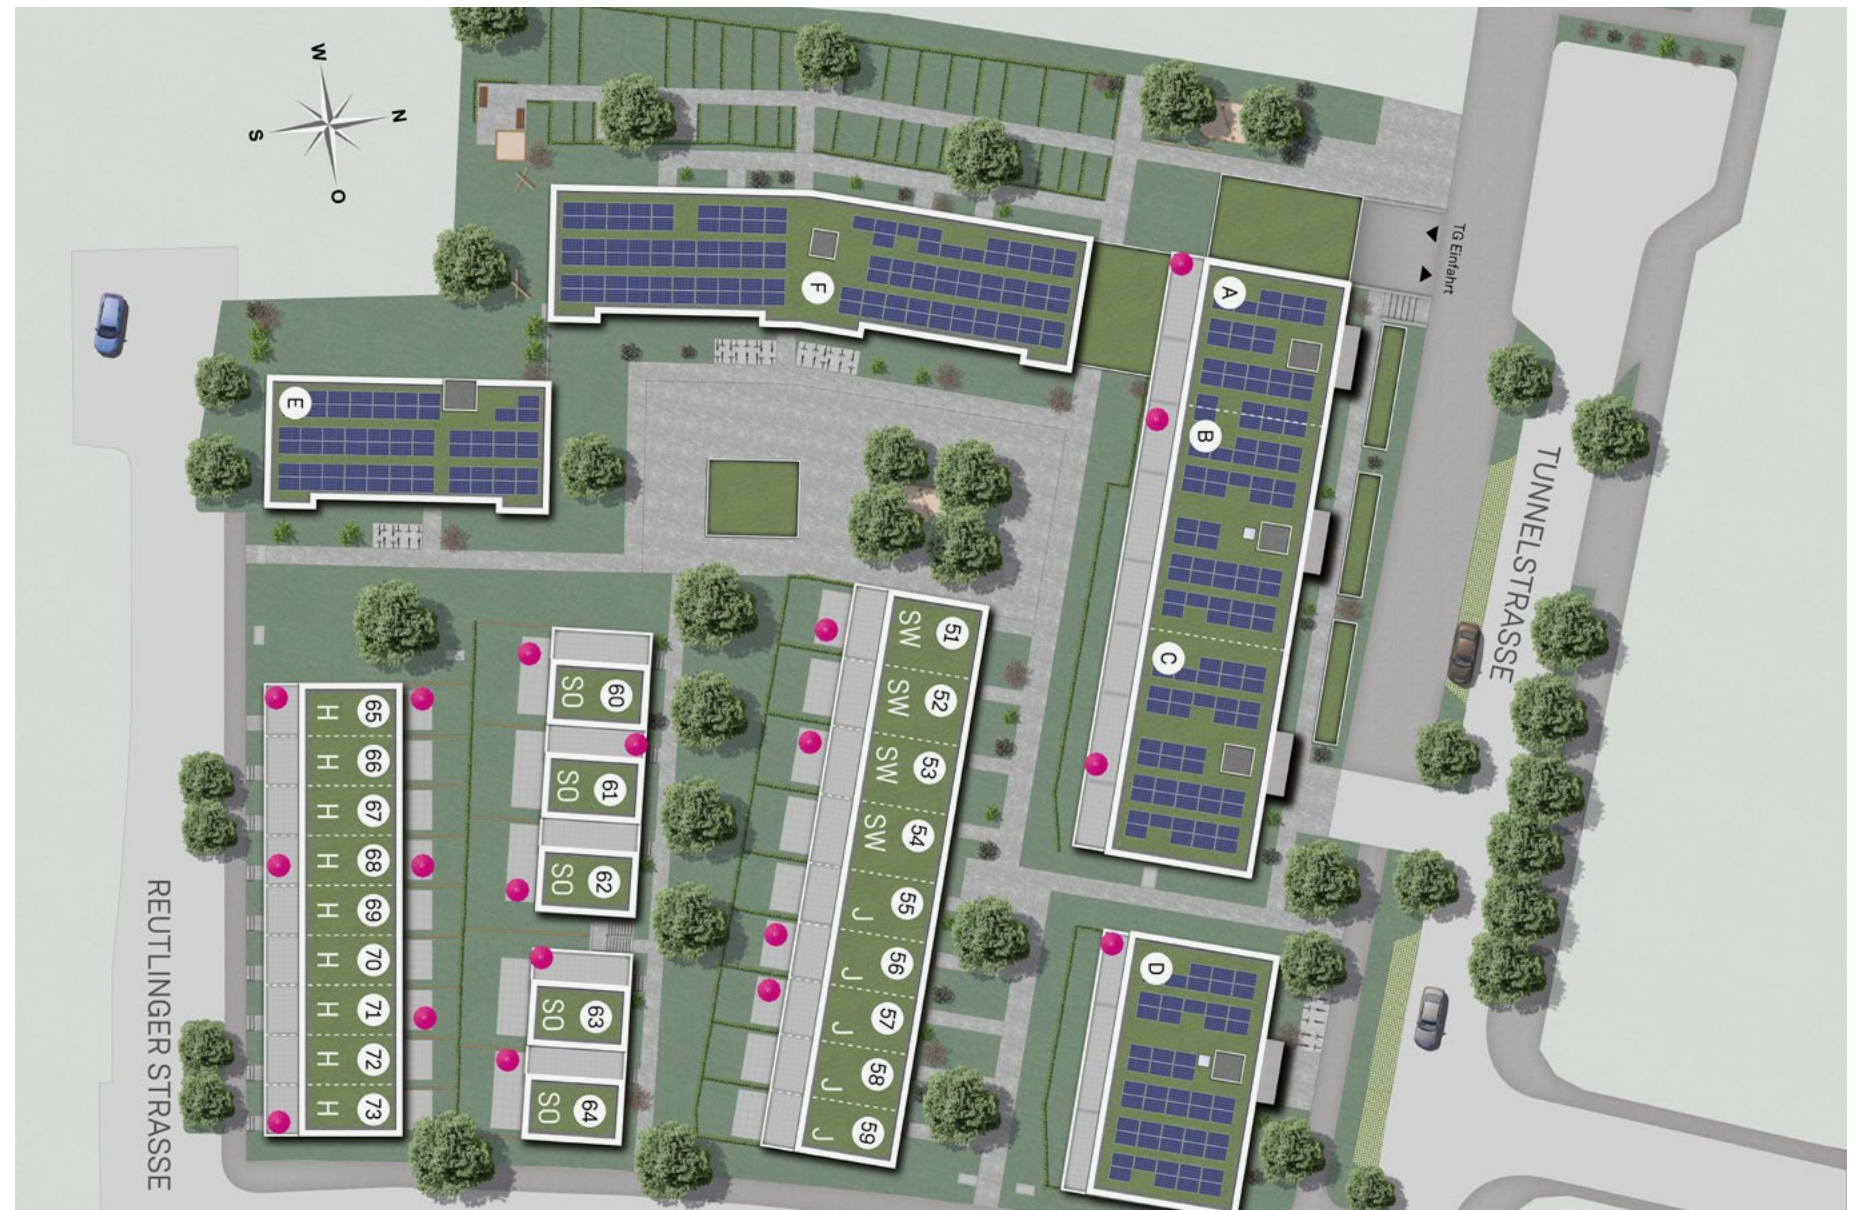 W
N
S
O
TG Einfahrt
A
F
E
B
TUNNELSTRASSE
51
SW
C
52
SW
60
SO
65
H
53
SW
66
H
61
SO
67
H
54
SW
68
H
62
SO
55
J
69
H
56
J
70
H
D
57
J
63
SO
71
H
58
J
72
H
59
J
64
SO
73
H
REUTLINGER STRASSE